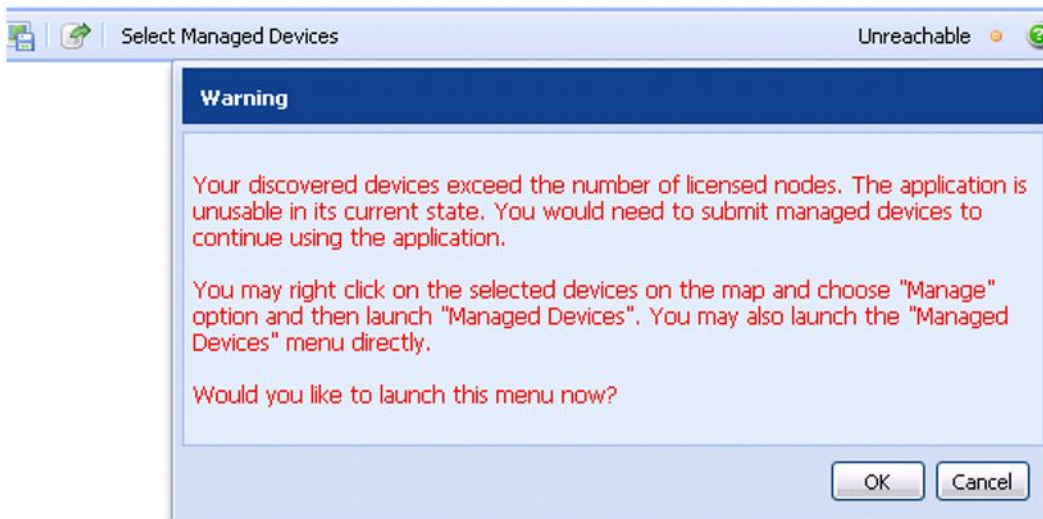 Select Managed Devices Unreachable
Warning
Your discovered devices exceed the number of licensed nodes. The application is
unusable in its current state. You would need to submit managed devices to
continue using the application.
You may right click on the selected devices on the map and choose "Manage"
option and then launch "Managed Devices". You may also launch the "Managed
Devices" menu directly.
Would you like to launch this menu now?
OK Cancel